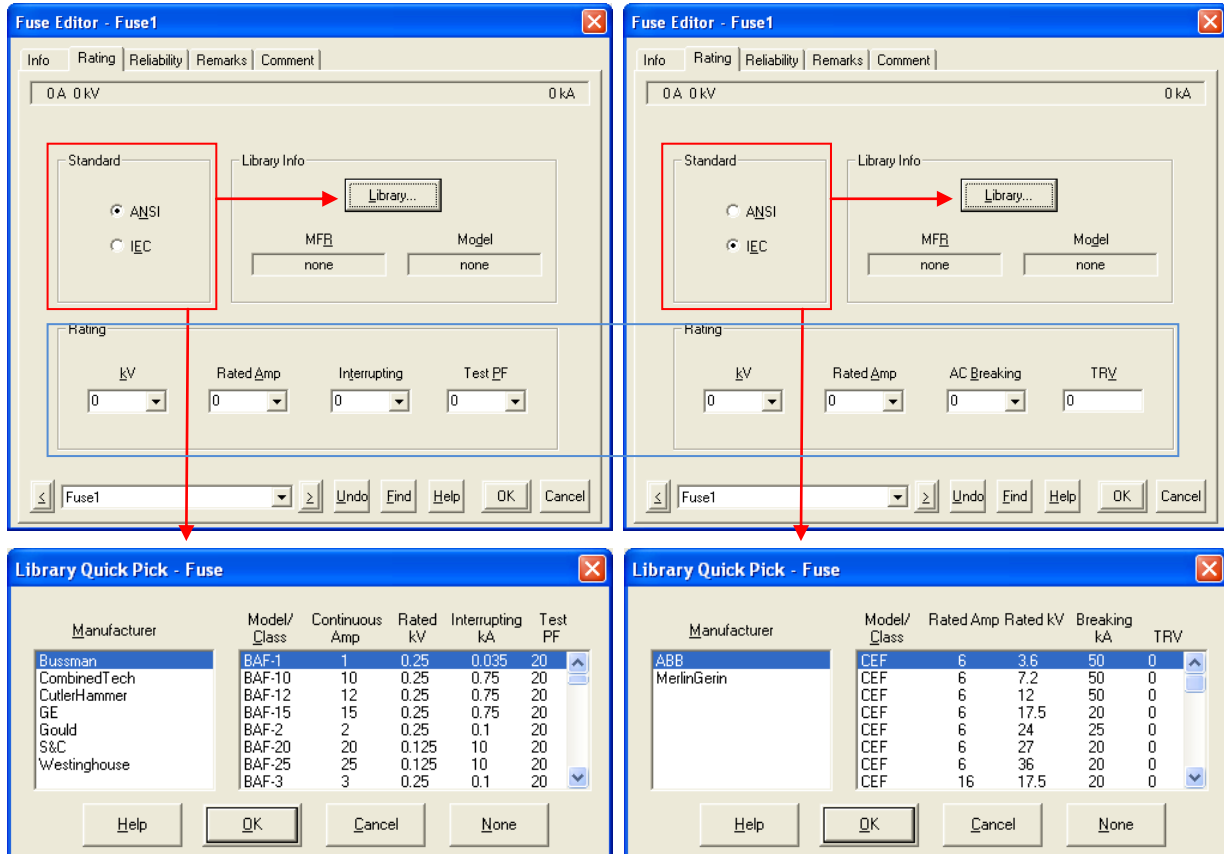 Fuse Editor - Fuse1
Info Rating Reliability Remarks Comment
0 A 0 kV 0 kA
Standard
ANSI
IEC
Library Info
Library...
MFR Model
none none
Rating
kV Rated Amp Interrupting Test PF
0 0 0 0
< Fuse1 > Undo Find Help OK Cancel
Fuse Editor - Fuse1
Info Rating Reliability Remarks Comment
0 A 0 kV 0 kA
Standard
ANSI
IEC
Library Info
Library...
MFR Model
none none
Rating
kV Rated Amp AC Breaking TRV
0 0 0 0
< Fuse1 > Undo Find Help OK Cancel
Library Quick Pick - Fuse
Manufacturer
Bussman
CombinedTech
CutlerHammer
GE
Gould
S&C
Westinghouse
Model/ Continuous Rated Interrupting Test
Class Amp kV kA PF
BAF-1 1 0.25 0.035 20
BAF-10 10 0.25 0.75 20
BAF-12 12 0.25 0.75 20
BAF-15 15 0.25 0.75 20
BAF-2 2 0.25 0.1 20
BAF-20 20 0.125 10 20
BAF-25 25 0.125 10 20
BAF-3 3 0.25 0.1 20
Help OK Cancel None
Library Quick Pick - Fuse
Manufacturer
ABB
MerlinGerin
Model/ Rated Amp Rated kV Breaking
Class kA TRV
CEF 6 3.6 50 0
CEF 6 7.2 50 0
CEF 6 12 50 0
CEF 6 17.5 20 0
CEF 6 24 25 0
CEF 6 27 20 0
CEF 6 36 20 0
CEF 16 17.5 20 0
Help OK Cancel None